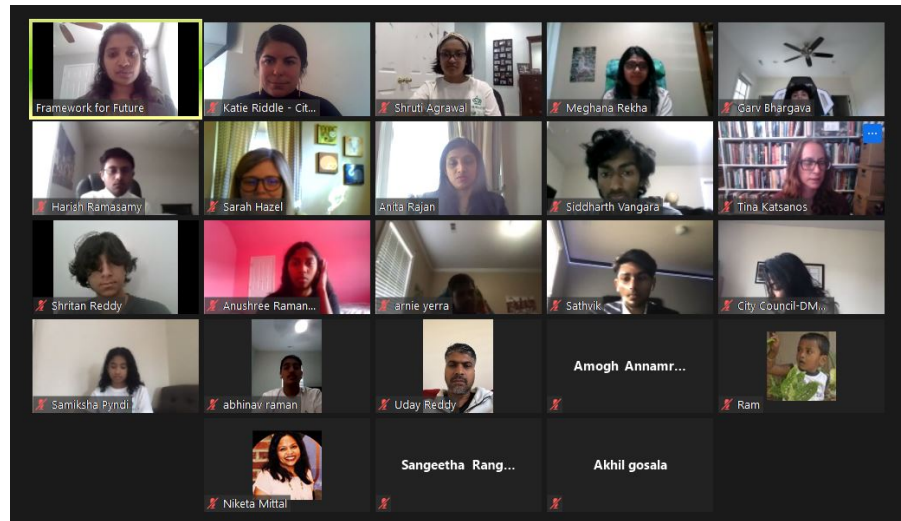 Framework for Future
Katie Riddle - Cit...
Shruti Agrawal
Meghana Rekha
Garv Bhargava
Harish Ramasamy
Sarah Hazel
Anita Rajan
Siddharth Vangara
Tina Katsanos
Shritan Reddy
Anushree Raman...
arnie yerra
Sathvik
City Council-DM...
Samiksha Pyndi
abhinav raman
Uday Reddy
Amogh Annamr...
Ram
Niketa Mittal
Sangeetha Rang...
Akhil gosala